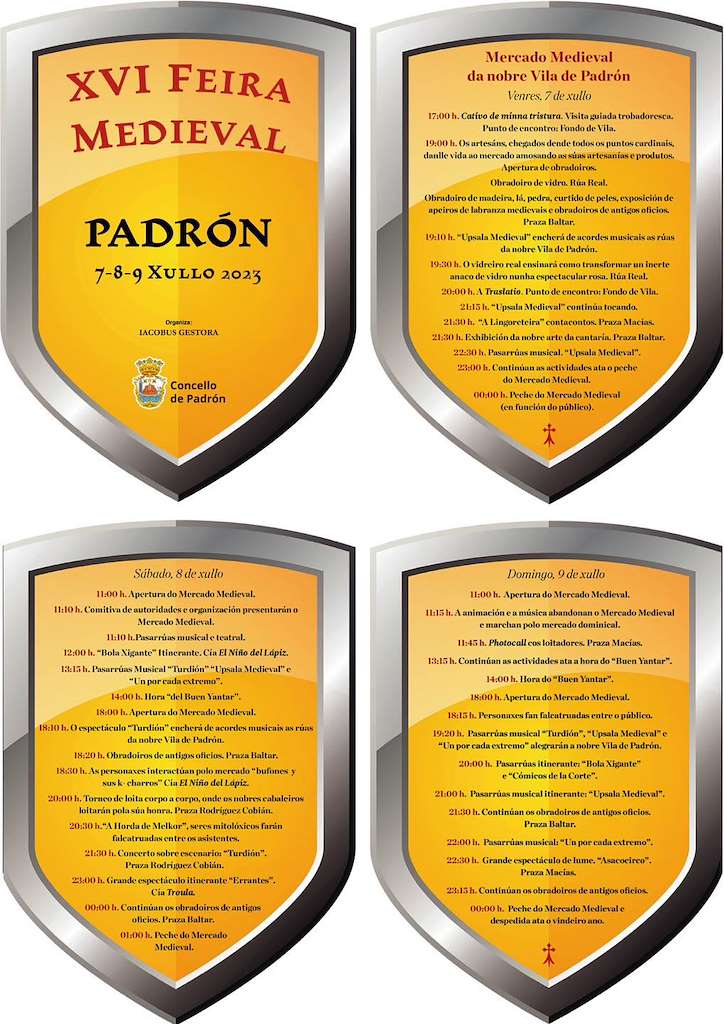 XVI FEIRA
MEDIEVAL
PADRÓN
7-8-9 XULLO 2023
Organiza:
IACOBUS GESTORA
Concello
de Padrón
Mercado Medieval
da nobre Vila de Padrón
Venres, 7 de xullo
17:00 h. Cativo de minna tristura. Visita guiada trobadoresca.
Punto de encontro: Fondo de Vila.
19:00 h. Os artesáns, chegados dende todos os puntos cardinais,
danlle vida ao mercado amosando as súas artesanías e produtos.
Apertura de obradoiros.
Obradoiro de vidro. Rúa Real.
Obradoiro de madeira, lá, pedra, curtido de peles, exposición de
apeiros de labranza medievais e obradoiros de antigos oficios.
Praza Baltar.
19:10 h. “Upsala Medieval” encherá de acordes musicais as rúas
da nobre Vila de Padrón.
19:30 h. O vidreiro real ensinará como transformar un inerte
anaco de vidro nunha espectacular rosa. Rúa Real.
20:00 h. A Traslatio. Punto de encontro: Fondo de Vila.
21:15 h. “Upsala Medieval” continúa tocando.
21:30 h. “A Lingoreteira” contacontos. Praza Macías.
21:30 h. Exhibición da nobre arte da cantaría. Praza Baltar.
22:30 h. Pasarrúas musical. “Upsala Medieval”.
23:00 h. Continúan as actividades ata o peche
do Mercado Medieval.
00:00 h. Peche do Mercado Medieval
(en función do público).
Sábado, 8 de xullo
11:00 h. Apertura do Mercado Medieval.
11:10 h. Comitiva de autoridades e organización presentarán o
Mercado Medieval.
11:10 h.Pasarrúas musical e teatral.
12:00 h. “Bola Xigante” Itinerante. Cía El Niño del Lápiz.
13:15 h. Pasarrúas Musical “Turdión” “Upsala Medieval” e
“Un por cada extremo”.
14:00 h. Hora “del Buen Yantar”.
18:00 h. Apertura do Mercado Medieval.
18:10 h. O espectáculo “Turdión” encherá de acordes musicais as rúas
da nobre Vila de Padrón.
18:20 h. Obradoiros de antigos oficios. Praza Baltar.
18:30 h. As personaxes interactúan polo mercado “bufones y
sus k- charros” Cía El Niño del Lápiz.
20:00 h. Torneo de loita corpo a corpo, onde os nobres cabaleiros
loitarán pola súa honra. Praza Rodríguez Cobián.
20:30 h.“A Horda de Melkor”, seres mitolóxicos farán
falcatruadas entre os asistentes.
21:30 h. Concerto sobre escenario: “Turdión”.
Praza Rodríguez Cobián.
23:00 h. Grande espectáculo itinerante “Errantes”.
Cía Troula.
00:00 h. Continúan os obradoiros de antigos
oficios. Praza Baltar.
01:00 h. Peche do Mercado
Medieval.
Domingo, 9 de xullo
11:00 h. Apertura do Mercado Medieval.
11:15 h. A animación e a música abandonan o Mercado Medieval
e marchan polo mercado dominical.
11:45 h. Photocall cos loitadores. Praza Macías.
13:15 h. Continúan as actividades ata a hora do “Buen Yantar”.
14:00 h. Hora do “Buen Yantar”.
18:00 h. Apertura do Mercado Medieval.
18:15 h. Personaxes fan falcatruadas entre o público.
19:20 h. Pasarrúas musical “Turdión”, “Upsala Medieval” e
“Un por cada extremo” alegrarán a nobre Vila de Padrón.
20:00 h. Pasarrúas itinerante: “Bola Xigante”
e “Cómicos de la Corte”.
21:00 h. Pasarrúas musical itinerante: “Upsala Medieval”.
21:30 h. Continúan os obradoiros de antigos oficios.
Praza Baltar.
22:00 h. Pasarrúas musical: “Un por cada extremo”.
22:30 h. Grande espectáculo de lume. “Asacocirco”.
Praza Macías.
23:15 h. Continúan os obradoiros de antigos oficios.
00:00 h. Peche do Mercado Medieval e
despedida ata o vindeiro ano.